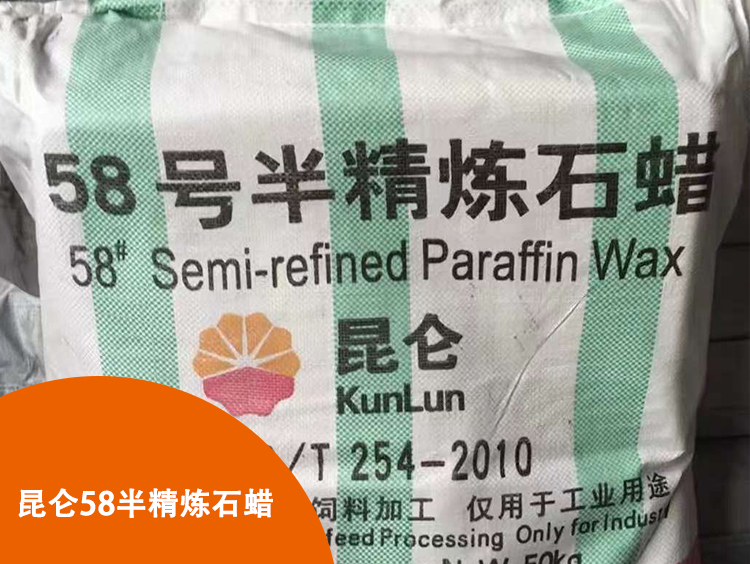 58号半精炼石蜡
58# Semi-refined Paraffin Wax
昆仑
KunLun
/T 254-2010
饲料加工 仅用于工业用途
feed Processing Only for Indust
N.W. 50kg
昆仑58半精炼石蜡